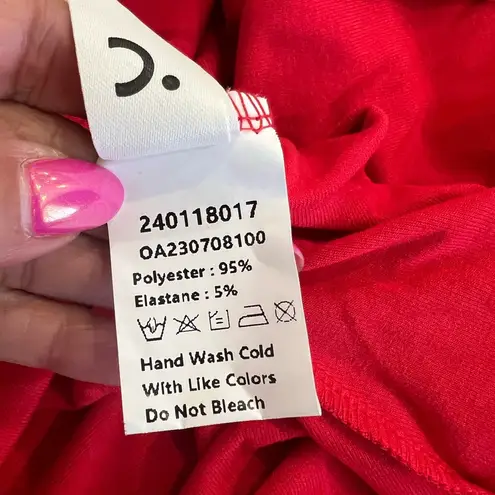 240118017
OA230708100
Polyester : 95%
Elastane : 5%
Hand Wash Cold
With Like Colors
Do Not Bleach